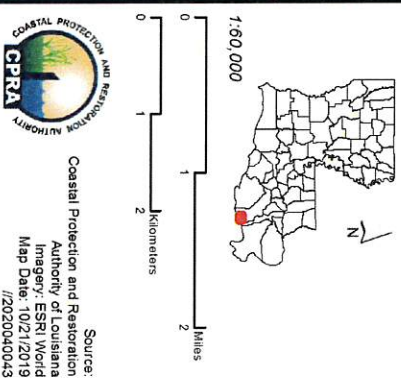 N
1:60,000
0 1 2
Miles
0 1 2
Kilometers
COASTAL PROTECTION AND RESTORATION AUTHORITY
CPRA
Source:
Coastal Protection and Restoration
Authority of Louisiana
Imagery: ESRI World
Map Date: 10/21/2019
//2020040043